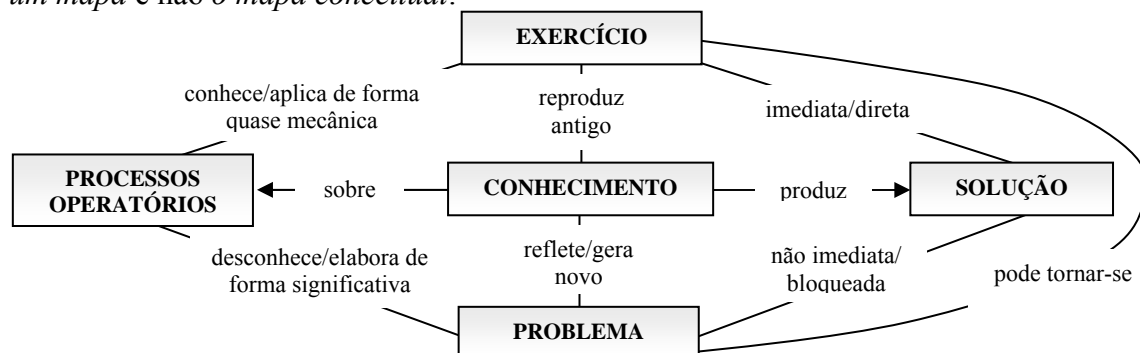 um mapa e não o mapa conceitual.
EXERCÍCIO
conhece/aplica de forma
quase mecânica
reproduz
antigo
imediata/direta
PROCESSOS
OPERATÓRIOS
sobre
CONHECIMENTO
produz
SOLUÇÃO
desconhece/elabora de
forma significativa
reflete/gera
novo
não imediata/
bloqueada
pode tornar-se
PROBLEMA